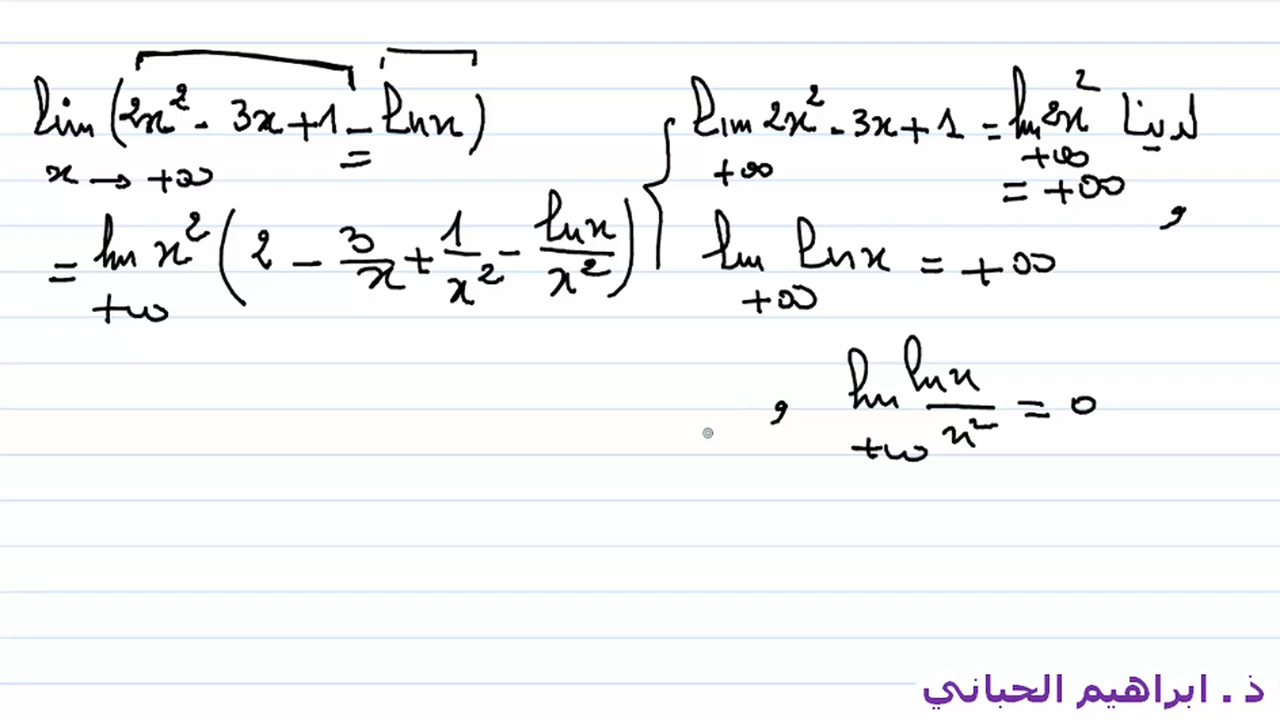 lim (2x² - 3x + 1 - ln x)
x → +∞
= lim x² (2 - 3/x + 1/x² - ln x/x²)
+∞
لدينا lim 2x² - 3x + 1 = lim 2x²
+∞ +∞
= +∞ ,
lim ln x = +∞
+∞
, lim ln x/x² = 0
+∞
ذ . ابراهيم الحباني